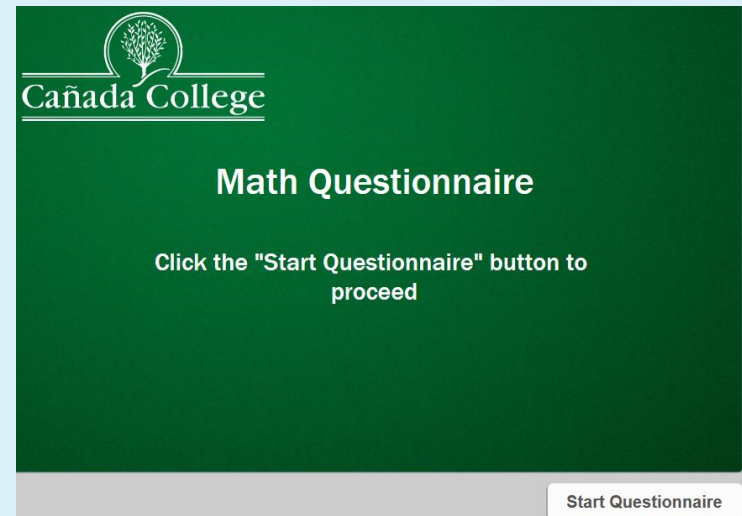 Cañada College
Math Questionnaire
Click the "Start Questionnaire" button to
proceed
Start Questionnaire